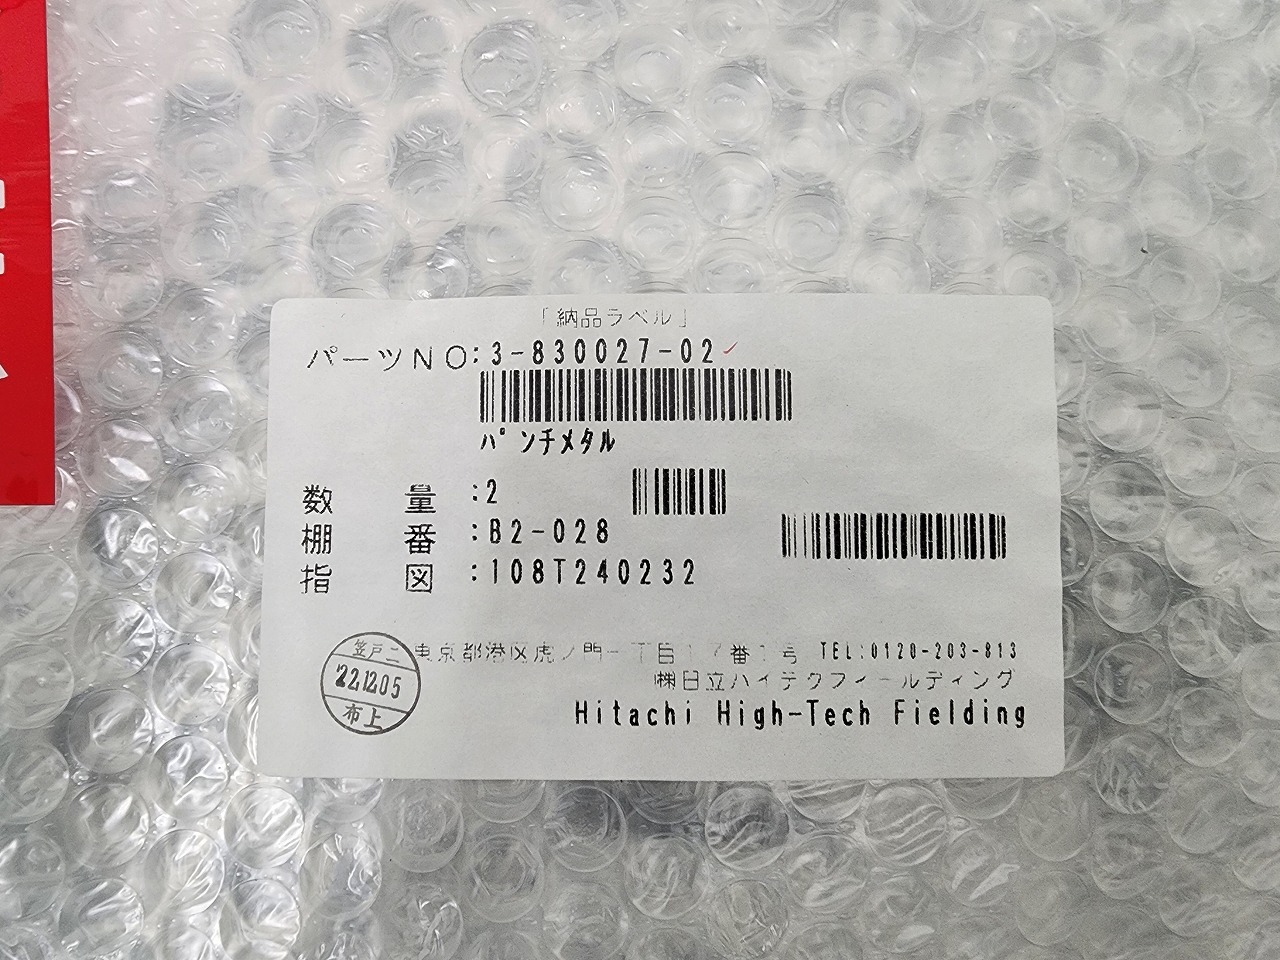 「納品ラベル」
パーツNO:3-830027-02
パンチメタル
数量:2
棚番:B2-028
指図:108T240232
笠戸二
'22.12.05
布上
東京都港区虎ノ門一丁目17番1号 TEL:0120-203-813
㈱日立ハイテクフィールディング
Hitachi High-Tech Fielding